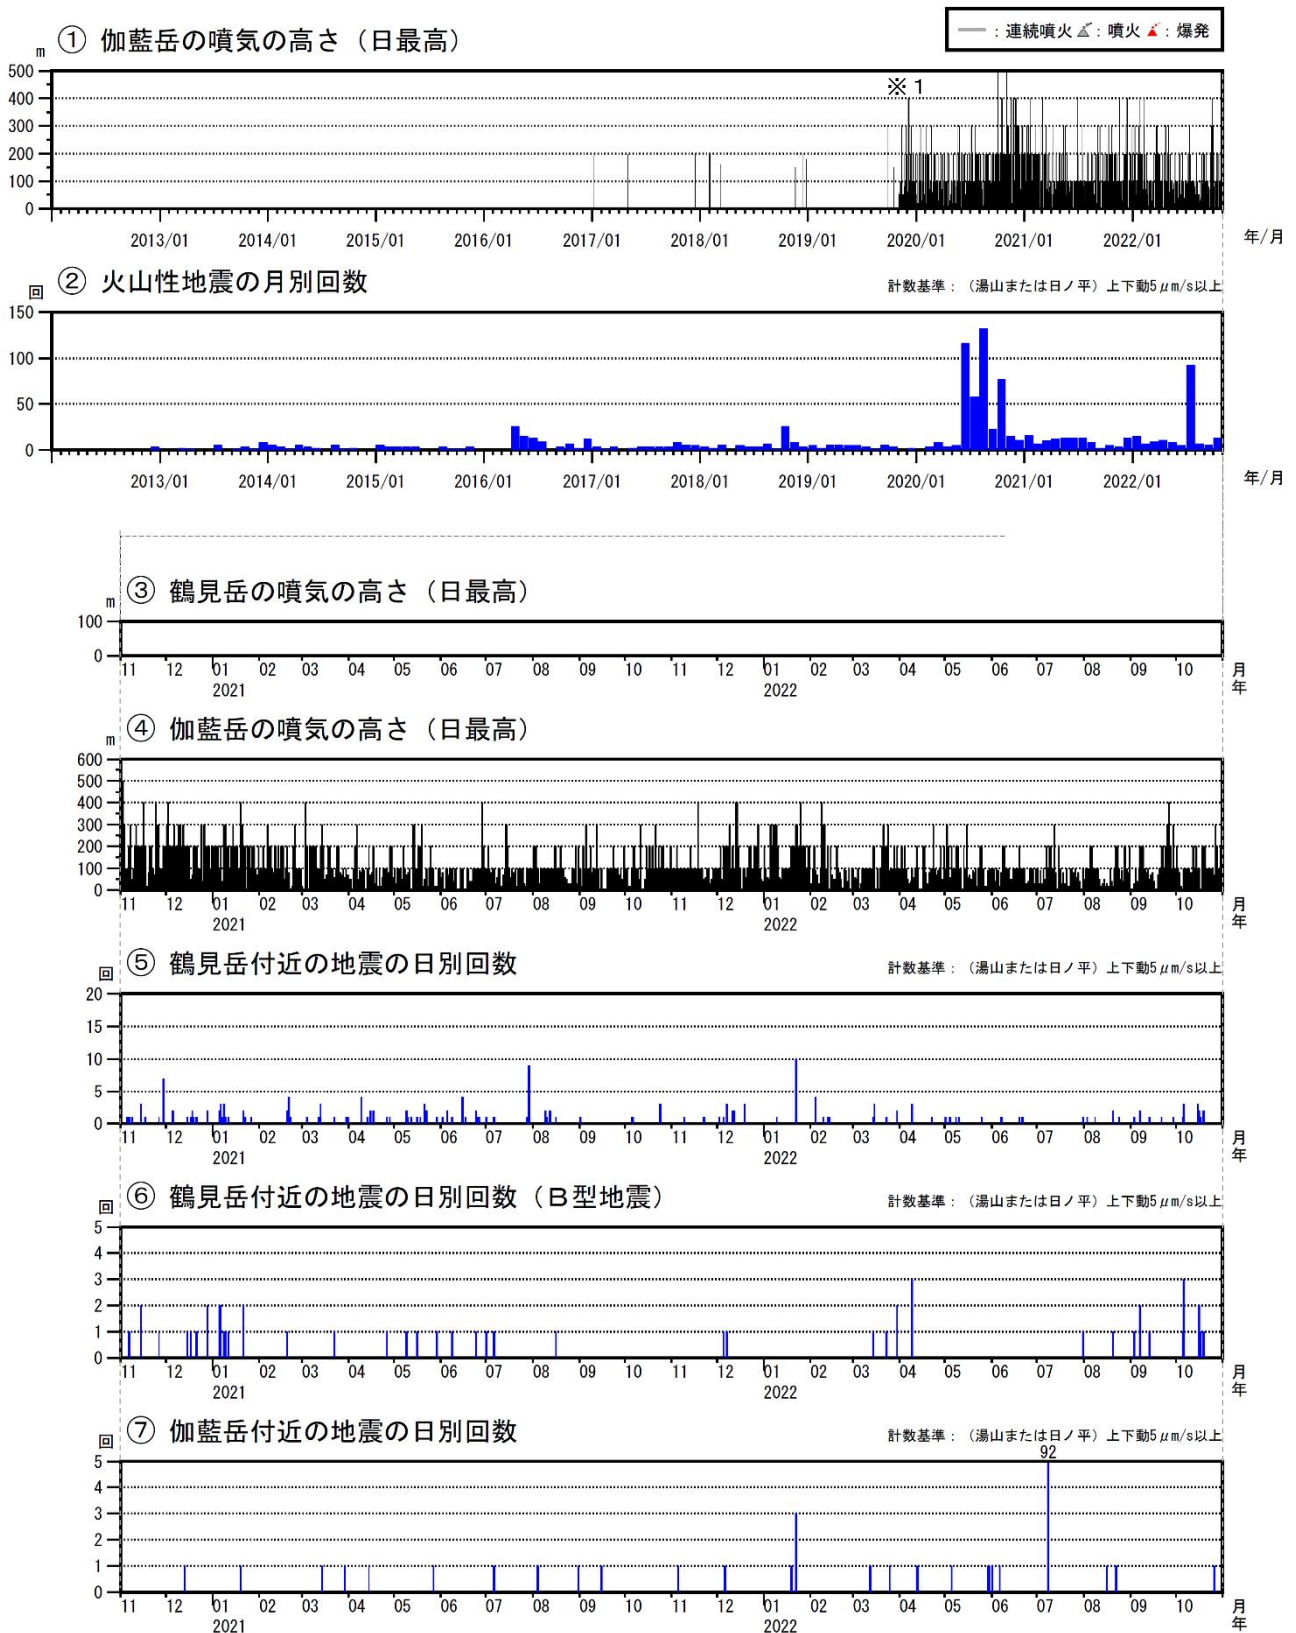 ① 伽藍岳の噴気の高さ（日最高）
：連続噴火 ：噴火 ：爆発
m
※1
500
400
300
200
100
0
2013/01 2014/01 2015/01 2016/01 2017/01 2018/01 2019/01 2020/01 2021/01 2022/01 年/月
② 火山性地震の月別回数
計数基準：（湯山または日ノ平）上下動5μm/s以上
回
150
100
50
0
2013/01 2014/01 2015/01 2016/01 2017/01 2018/01 2019/01 2020/01 2021/01 2022/01 年/月
③ 鶴見岳の噴気の高さ（日最高）
m
100
0
11 12 01 02 03 04 05 06 07 08 09 10 11 12 01 02 03 04 05 06 07 08 09 10 月
2021 2022 年
④ 伽藍岳の噴気の高さ（日最高）
m
600
500
400
300
200
100
0
11 12 01 02 03 04 05 06 07 08 09 10 11 12 01 02 03 04 05 06 07 08 09 10 月
2021 2022 年
⑤ 鶴見岳付近の地震の日別回数
計数基準：（湯山または日ノ平）上下動5μm/s以上
回
20
15
10
5
0
11 12 01 02 03 04 05 06 07 08 09 10 11 12 01 02 03 04 05 06 07 08 09 10 月
2021 2022 年
⑥ 鶴見岳付近の地震の日別回数（Ｂ型地震）
計数基準：（湯山または日ノ平）上下動5μm/s以上
回
5
4
3
2
1
0
11 12 01 02 03 04 05 06 07 08 09 10 11 12 01 02 03 04 05 06 07 08 09 10 月
2021 2022 年
⑦ 伽藍岳付近の地震の日別回数
計数基準：（湯山または日ノ平）上下動5μm/s以上
回
92
5
4
3
2
1
0
11 12 01 02 03 04 05 06 07 08 09 10 11 12 01 02 03 04 05 06 07 08 09 10 月
2021 2022 年